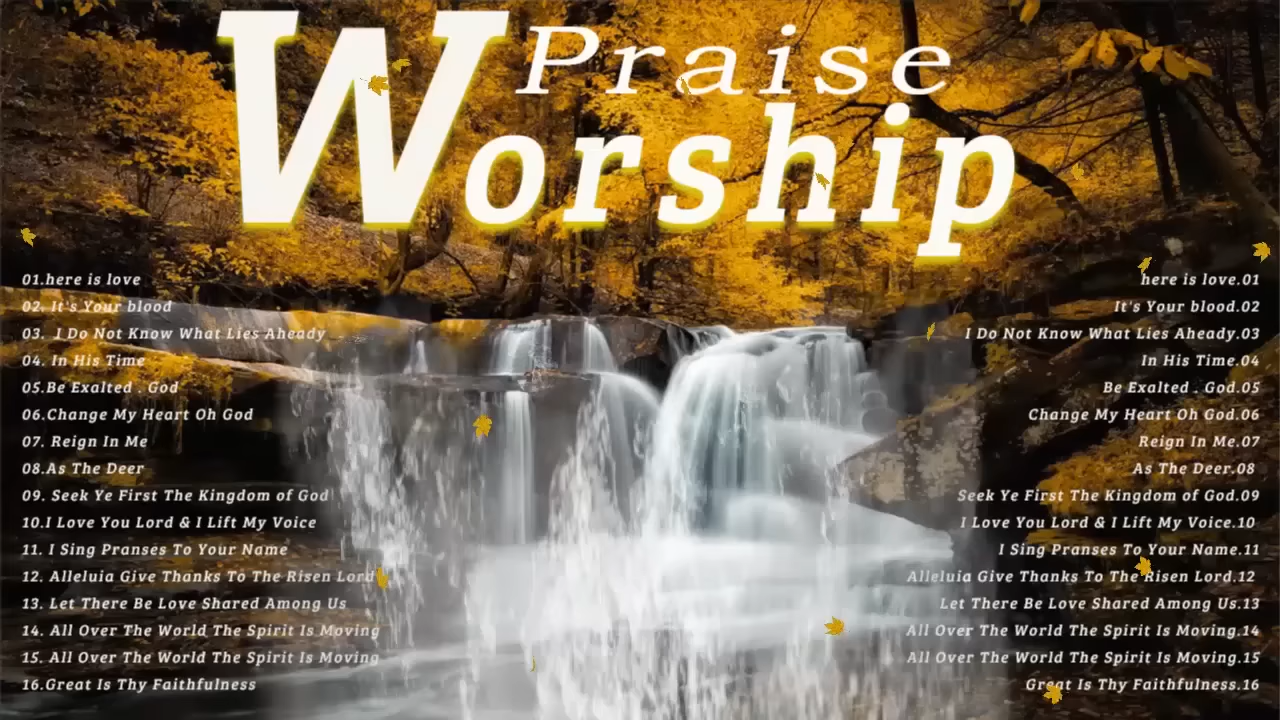 Praise
Worship
01.here is love
02. It's Your blood
03. I Do Not Know What Lies Aheady
04. In His Time
05.Be Exalted . God
06.Change My Heart Oh God
07. Reign In Me
08.As The Deer
09. Seek Ye First The Kingdom of God
10.I Love You Lord & I Lift My Voice
11. I Sing Pranses To Your Name
12. Alleluia Give Thanks To The Risen Lord
13. Let There Be Love Shared Among Us
14. All Over The World The Spirit Is Moving
15. All Over The World The Spirit Is Moving
16.Great Is Thy Faithfulness
here is love.01
It's Your blood.02
I Do Not Know What Lies Aheady.03
In His Time.04
Be Exalted . God.05
Change My Heart Oh God.06
Reign In Me.07
As The Deer.08
Seek Ye First The Kingdom of God.09
I Love You Lord & I Lift My Voice.10
I Sing Pranses To Your Name.11
Alleluia Give Thanks To The Risen Lord.12
Let There Be Love Shared Among Us.13
All Over The World The Spirit Is Moving.14
All Over The World The Spirit Is Moving.15
Great Is Thy Faithfulness.16